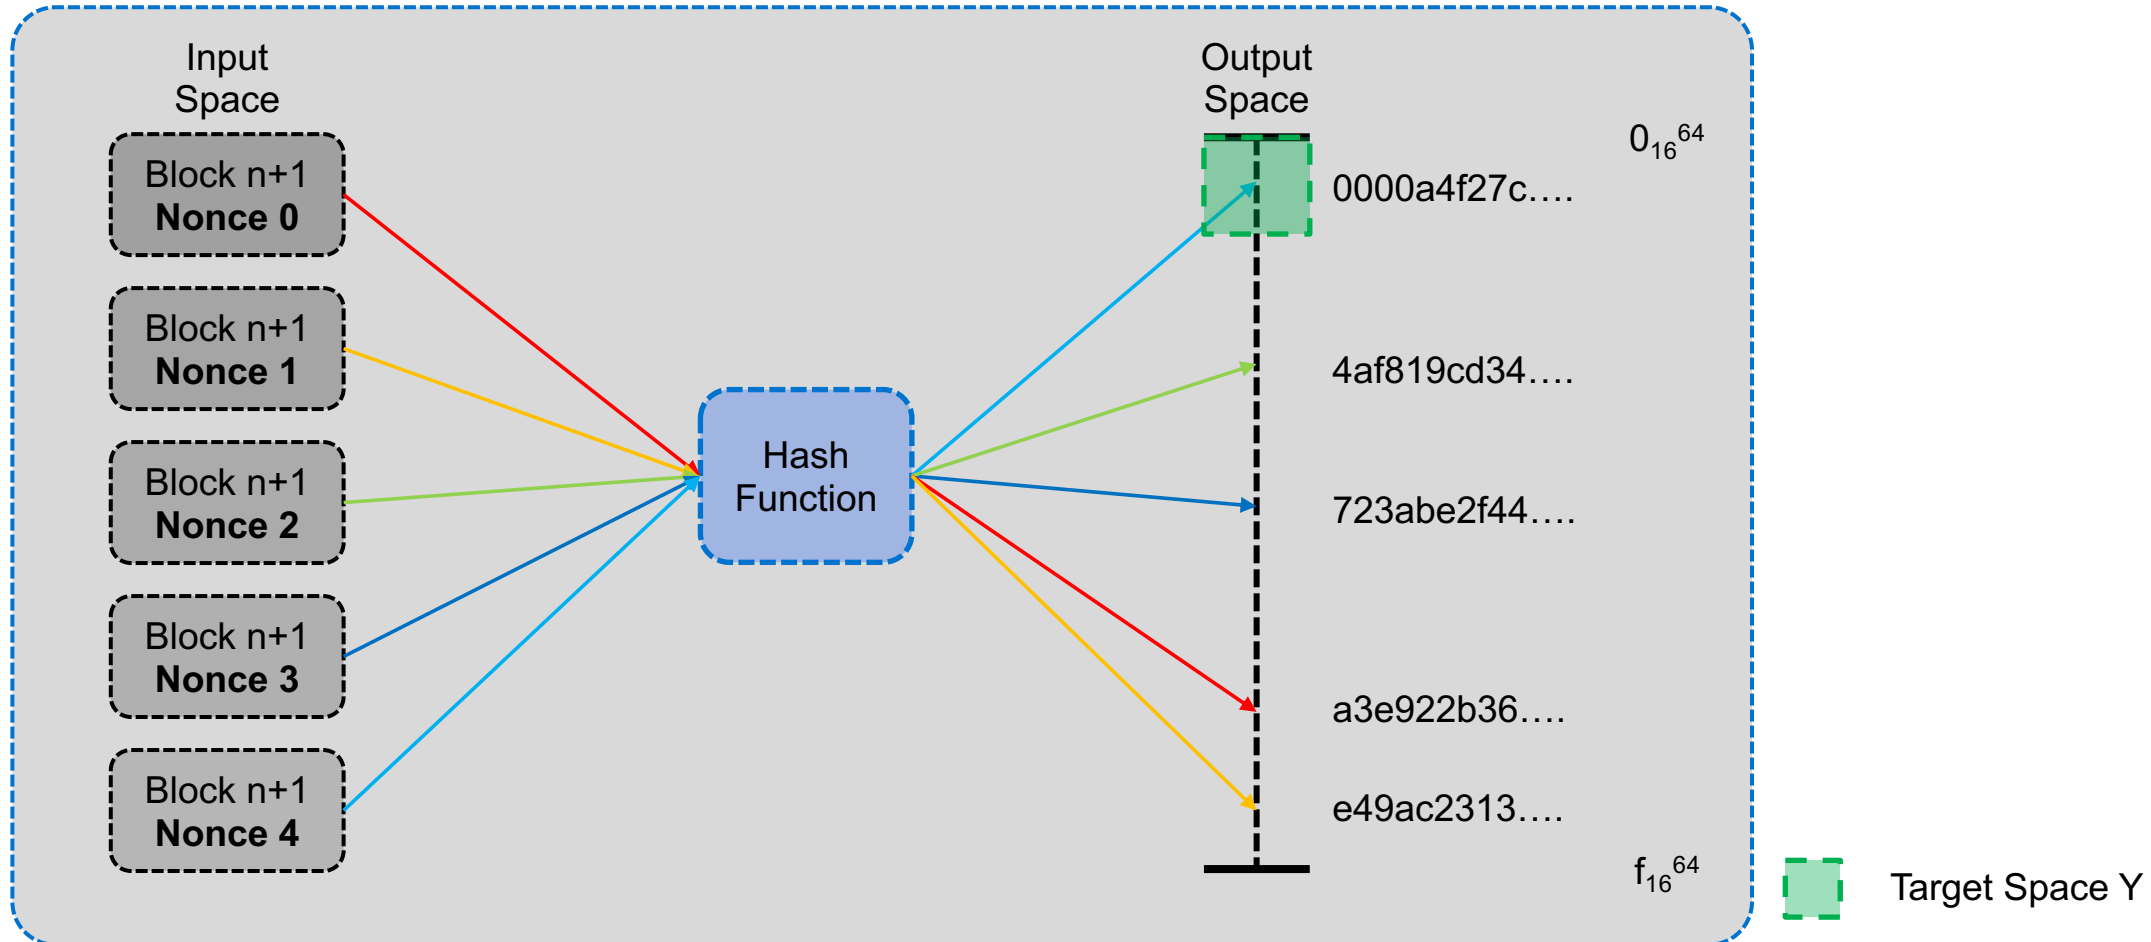 Input
Space
Block n+1
Nonce 0
Block n+1
Nonce 1
Block n+1
Nonce 2
Block n+1
Nonce 3
Block n+1
Nonce 4
Hash
Function
Output
Space
0₁₆⁶⁴
0000a4f27c….
4af819cd34….
723abe2f44….
a3e922b36….
e49ac2313….
f₁₆⁶⁴
Target Space Y